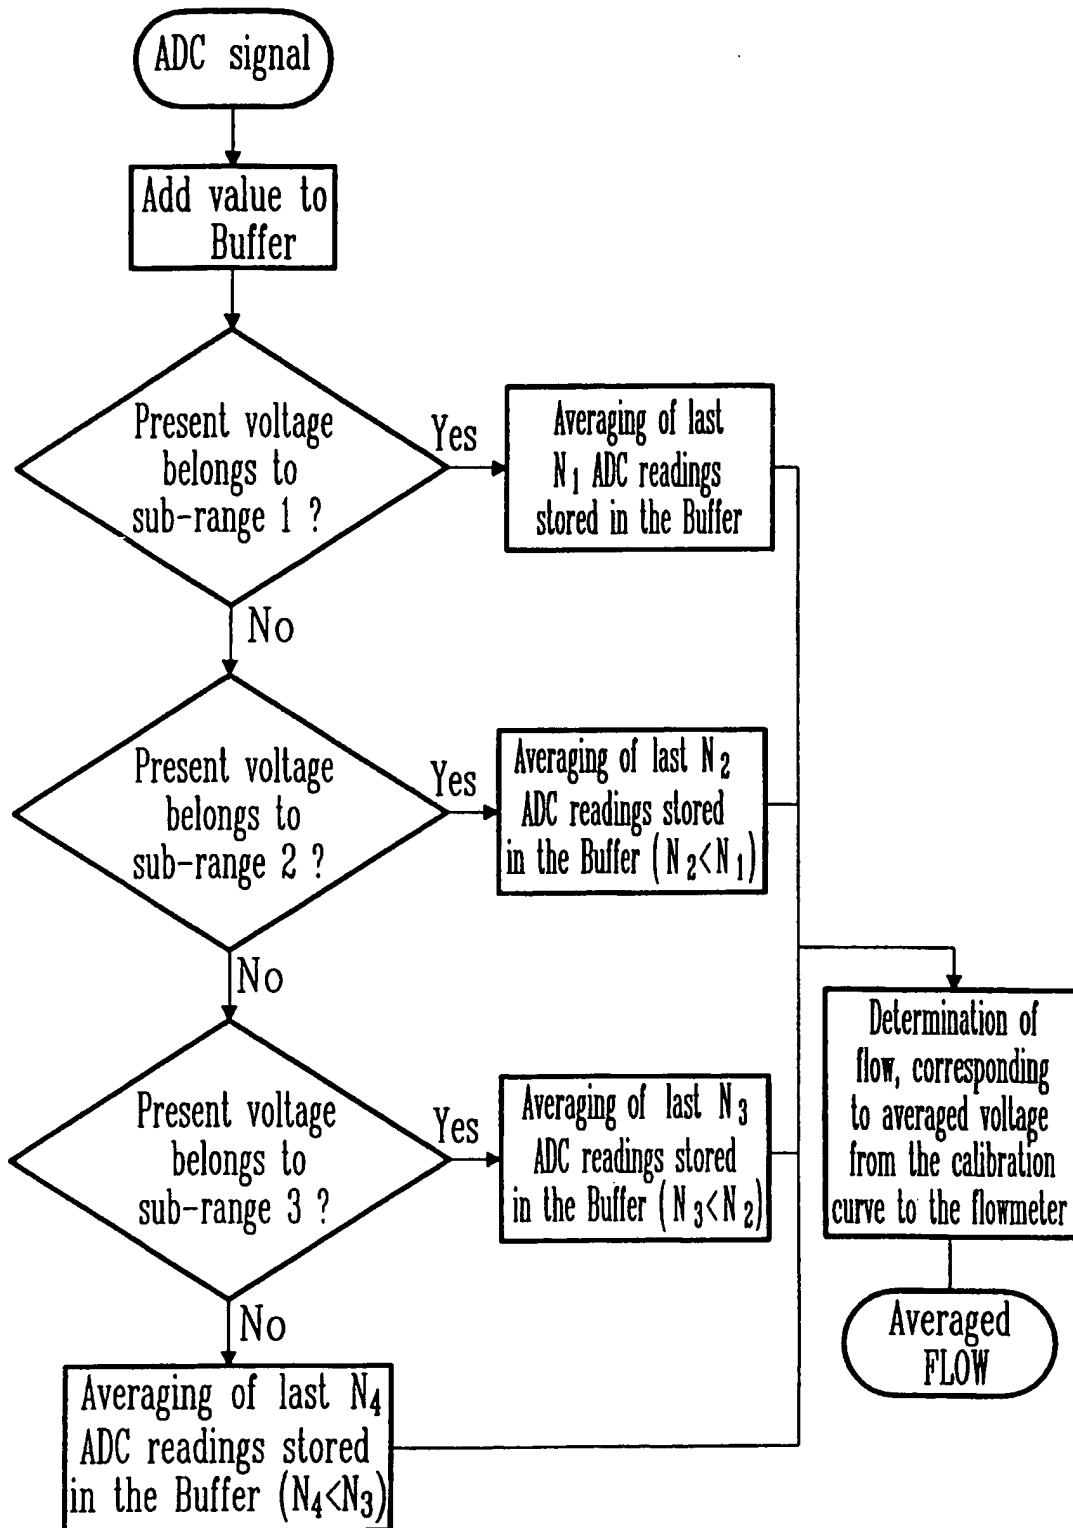 ADC signal
Add value to
Buffer
Present voltage
belongs to
sub-range 1 ?
Yes
Averaging of last
N1 ADC readings
stored in the Buffer
No
Present voltage
belongs to
sub-range 2 ?
Yes
Averaging of last N2
ADC readings stored
in the Buffer (N2<N1)
No
Present voltage
belongs to
sub-range 3 ?
Yes
Averaging of last N3
ADC readings stored
in the Buffer (N3<N2)
No
Averaging of last N4
ADC readings stored
in the Buffer (N4<N3)
Determination of
flow, corresponding
to averaged voltage
from the calibration
curve to the flowmeter
Averaged
FLOW